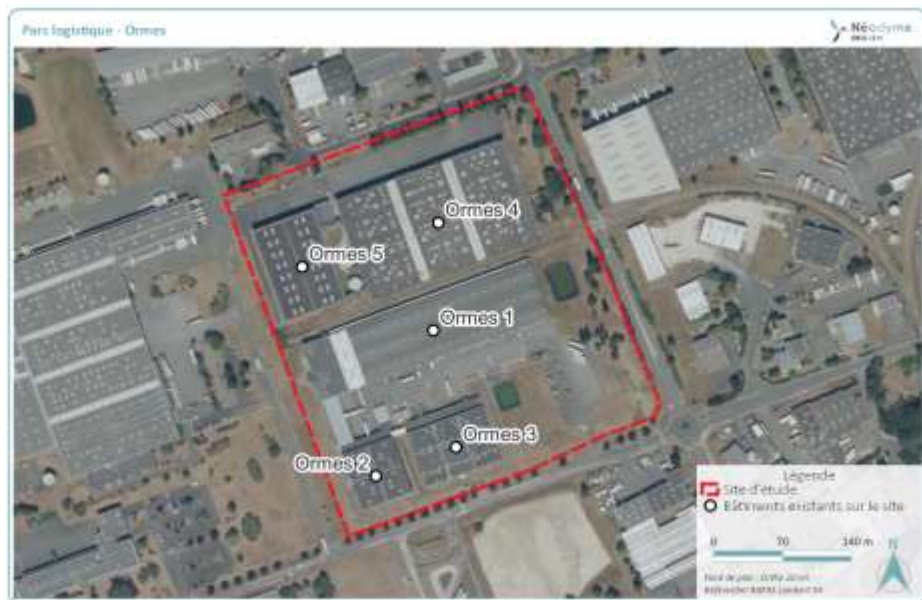 Parc logistique - Ormes
Néodyme
Ormes 4
Ormes 5
Ormes 1
Ormes 3
Ormes 2
Légende
Site d'étude
Bâtiments existants sur le site
0 70 140 m
N